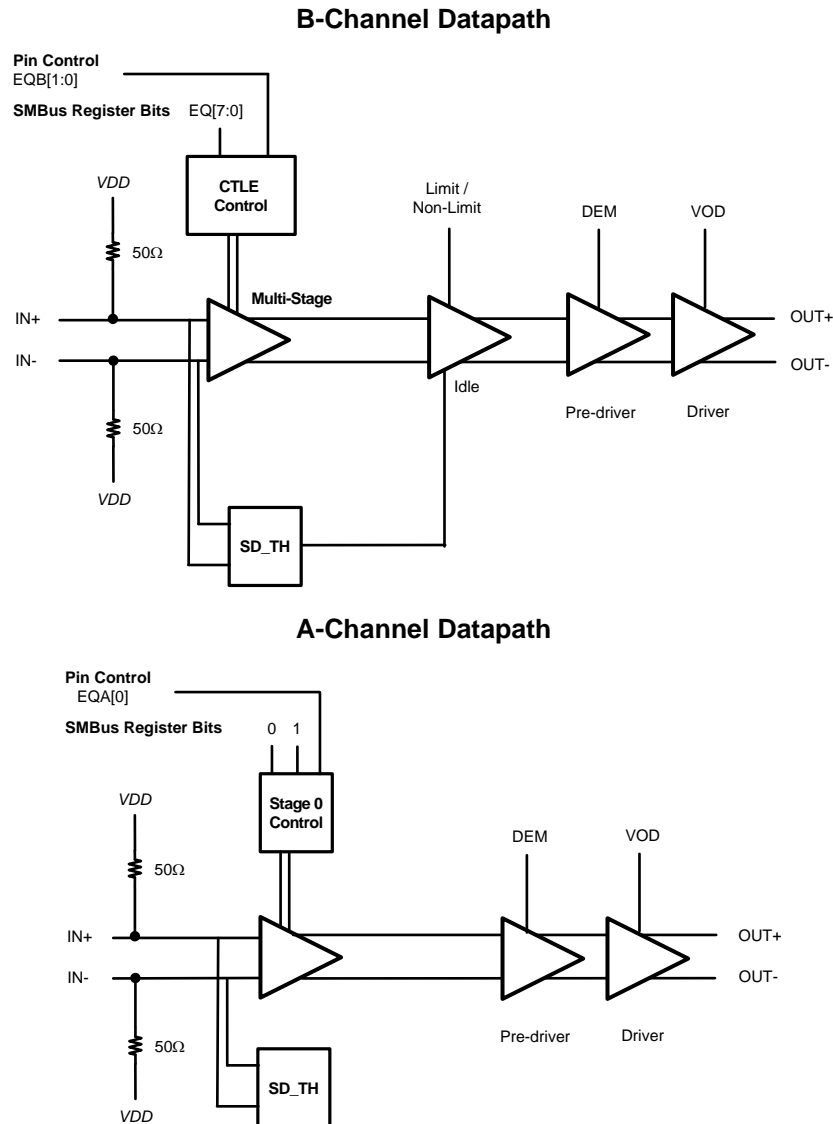 B-Channel Datapath
Pin Control
EQB[1:0]
SMBus Register Bits EQ[7:0]
VDD
CTLE
Control
Limit /
Non-Limit
DEM
VOD
50Ω
Multi-Stage
IN+
OUT+
IN-
OUT-
Idle
50Ω
Pre-driver
Driver
VDD
SD_TH
A-Channel Datapath
Pin Control
EQA[0]
SMBus Register Bits 0 1
VDD
Stage 0
Control
DEM
VOD
50Ω
IN+
OUT+
IN-
OUT-
50Ω
Pre-driver
Driver
SD_TH
VDD